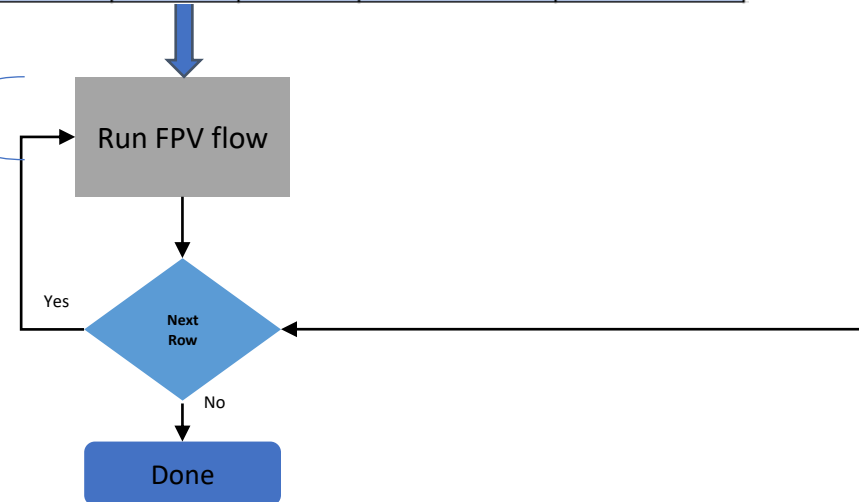 Run FPV flow
Yes
Next
Row
No
Done